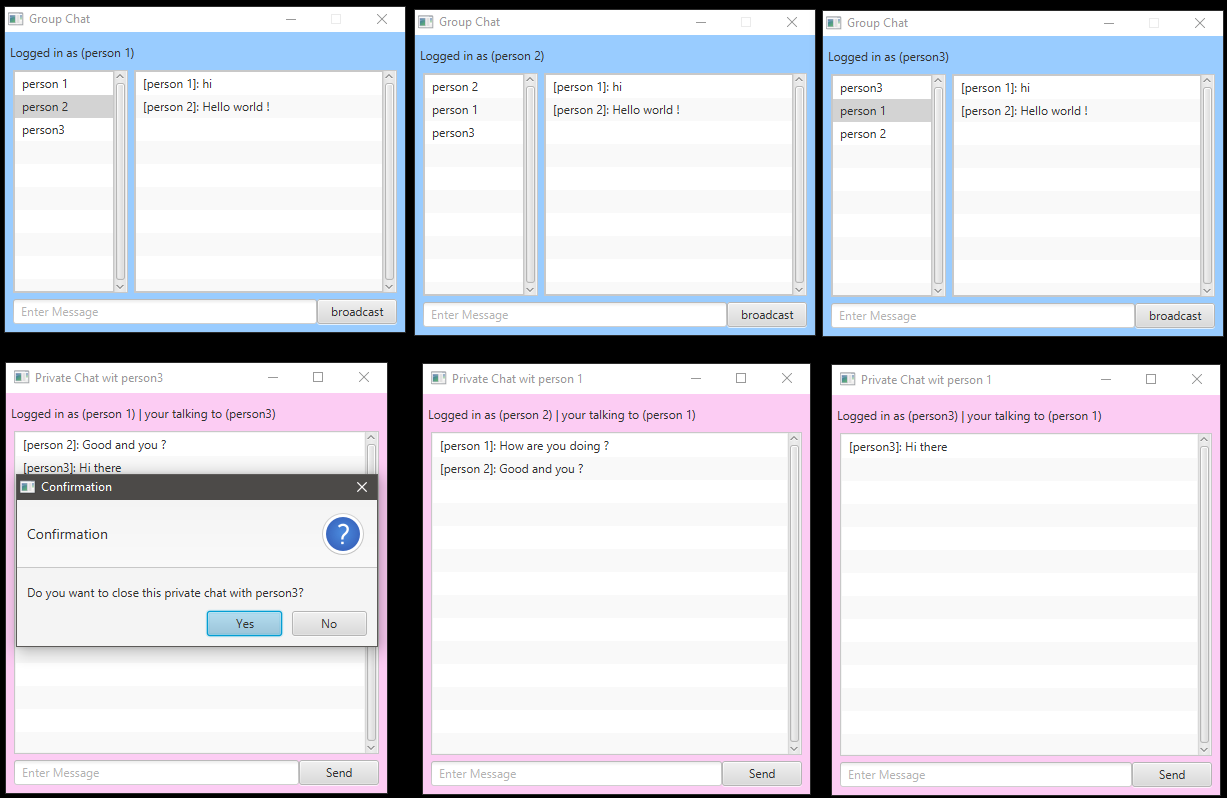 Group Chat
Logged in as (person 1)
person 1
person 2
person3
[person 1]: hi
[person 2]: Hello world !
Enter Message
broadcast
Group Chat
Logged in as (person 2)
person 2
person 1
person3
[person 1]: hi
[person 2]: Hello world !
Enter Message
broadcast
Group Chat
Logged in as (person3)
person3
person 1
person 2
[person 1]: hi
[person 2]: Hello world !
Enter Message
broadcast
Private Chat wit person3
Logged in as (person 1) | your talking to (person3)
[person 2]: Good and you ?
[person3]: Hi there
Confirmation
Confirmation
?
Do you want to close this private chat with person3?
Yes
No
Enter Message
Send
Private Chat wit person 1
Logged in as (person 2) | your talking to (person 1)
[person 1]: How are you doing ?
[person 2]: Good and you ?
Enter Message
Send
Private Chat wit person 1
Logged in as (person3) | your talking to (person 1)
[person3]: Hi there
Enter Message
Send